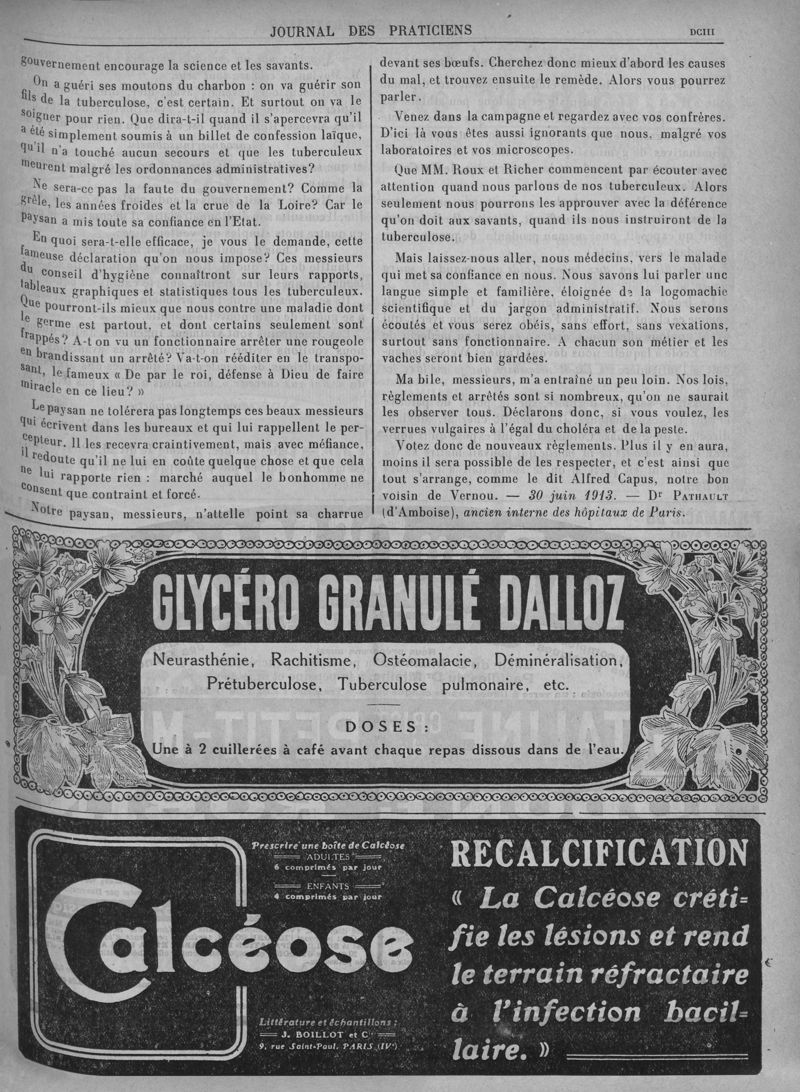 JOURNAL DES PRATICIENS
DCIII
gouvernement encourage la science et les savants.
On a guéri ses moutons du charbon : on va guérir son
fils de la tuberculose, c'est certain. Et surtout on va le
soigner pour rien. Que dira-t-il quand il s'apercevra qu'il
a été simplement soumis à un billet de confession laïque,
qu'il n'a touché aucun secours et que les tuberculeux
meurent malgré les ordonnances administratives?
Ne sera-ce pas la faute du gouvernement? Comme la
grêle, les années froides et la crue de la Loire? Car le
paysan a mis toute sa confiance en l'Etat.
En quoi sera-t-elle efficace, je vous le demande, cette
fameuse déclaration qu'on nous impose? Ces messieurs
du conseil d'hygiène connaîtront sur leurs rapports,
tableaux graphiques et statistiques tous les tuberculeux.
Que pourront-ils mieux que nous contre une maladie dont
le germe est partout, et dont certains seulement sont
frappés? A-t-on vu un fonctionnaire arrêter une rougeole
en brandissant un arrêté? Va-t-on rééditer en le transpo-
sant, le fameux « De par le roi, défense à Dieu de faire
miracle en ce lieu? »
Le paysan ne tolérera pas longtemps ces beaux messieurs
qui écrivent dans les bureaux et qui lui rappellent le per-
cepteur. Il les recevra craintivement, mais avec méfiance,
il redoute qu'il ne lui en coûte quelque chose et que cela
ne lui rapporte rien : marché auquel le bonhomme ne
consent que contraint et forcé.
Notre paysan, messieurs, n'attelle point sa charrue
devant ses bœufs. Cherchez donc mieux d'abord les causes
du mal, et trouvez ensuite le remède. Alors vous pourrez
parler.
Venez dans la campagne et regardez avec vos confrères.
D'ici là vous êtes aussi ignorants que nous, malgré vos
laboratoires et vos microscopes.
Que MM. Roux et Richer commencent par écouter avec
attention quand nous parlons de nos tuberculeux. Alors
seulement nous pourrons les approuver avec la déférence
qu'on doit aux savants, quand ils nous instruiront de la
tuberculose.
Mais laissez-nous aller, nous médecins, vers le malade
qui met sa confiance en nous. Nous savons lui parler une
langue simple et familière, éloignée de la logomachie
scientifique et du jargon administratif. Nous serons
écoutés et vous serez obéis, sans effort, sans vexations,
surtout sans fonctionnaire. A chacun son métier et les
vaches seront bien gardées.
Ma bile, messieurs, m'a entraîné un peu loin. Nos lois,
règlements et arrêtés sont si nombreux, qu'on ne saurait
les observer tous. Déclarons donc, si vous voulez, les
verrues vulgaires à l'égal du choléra et de la peste.
Votez donc de nouveaux règlements. Plus il y en aura,
moins il sera possible de les respecter, et c'est ainsi que
tout s'arrange, comme le dit Alfred Capus, notre bon
voisin de Vernou. — 30 juin 1913. — Dr PATHAULT
(d'Amboise), ancien interne des hôpitaux de Paris.
GLYCÉRO GRANULÉ DALLOZ
Neurasthénie, Rachitisme, Ostéomalacie, Déminéralisation,
Prétuberculose, Tuberculose pulmonaire, etc.
DOSES :
Une à 2 cuillerées à café avant chaque repas dissous dans de l'eau.
Calcéose
Prescrire une boîte de Calcéose
ADULTES
6 comprimés par jour
ENFANTS
4 comprimés par jour
Littérature et échantillons :
J. BOILLOT et Cie
9, rue Saint-Paul, PARIS (IVe)
RECALCIFICATION
« La Calcéose créti=
fie les lésions et rend
le terrain réfractaire
à l'infection bacil=
laire. »